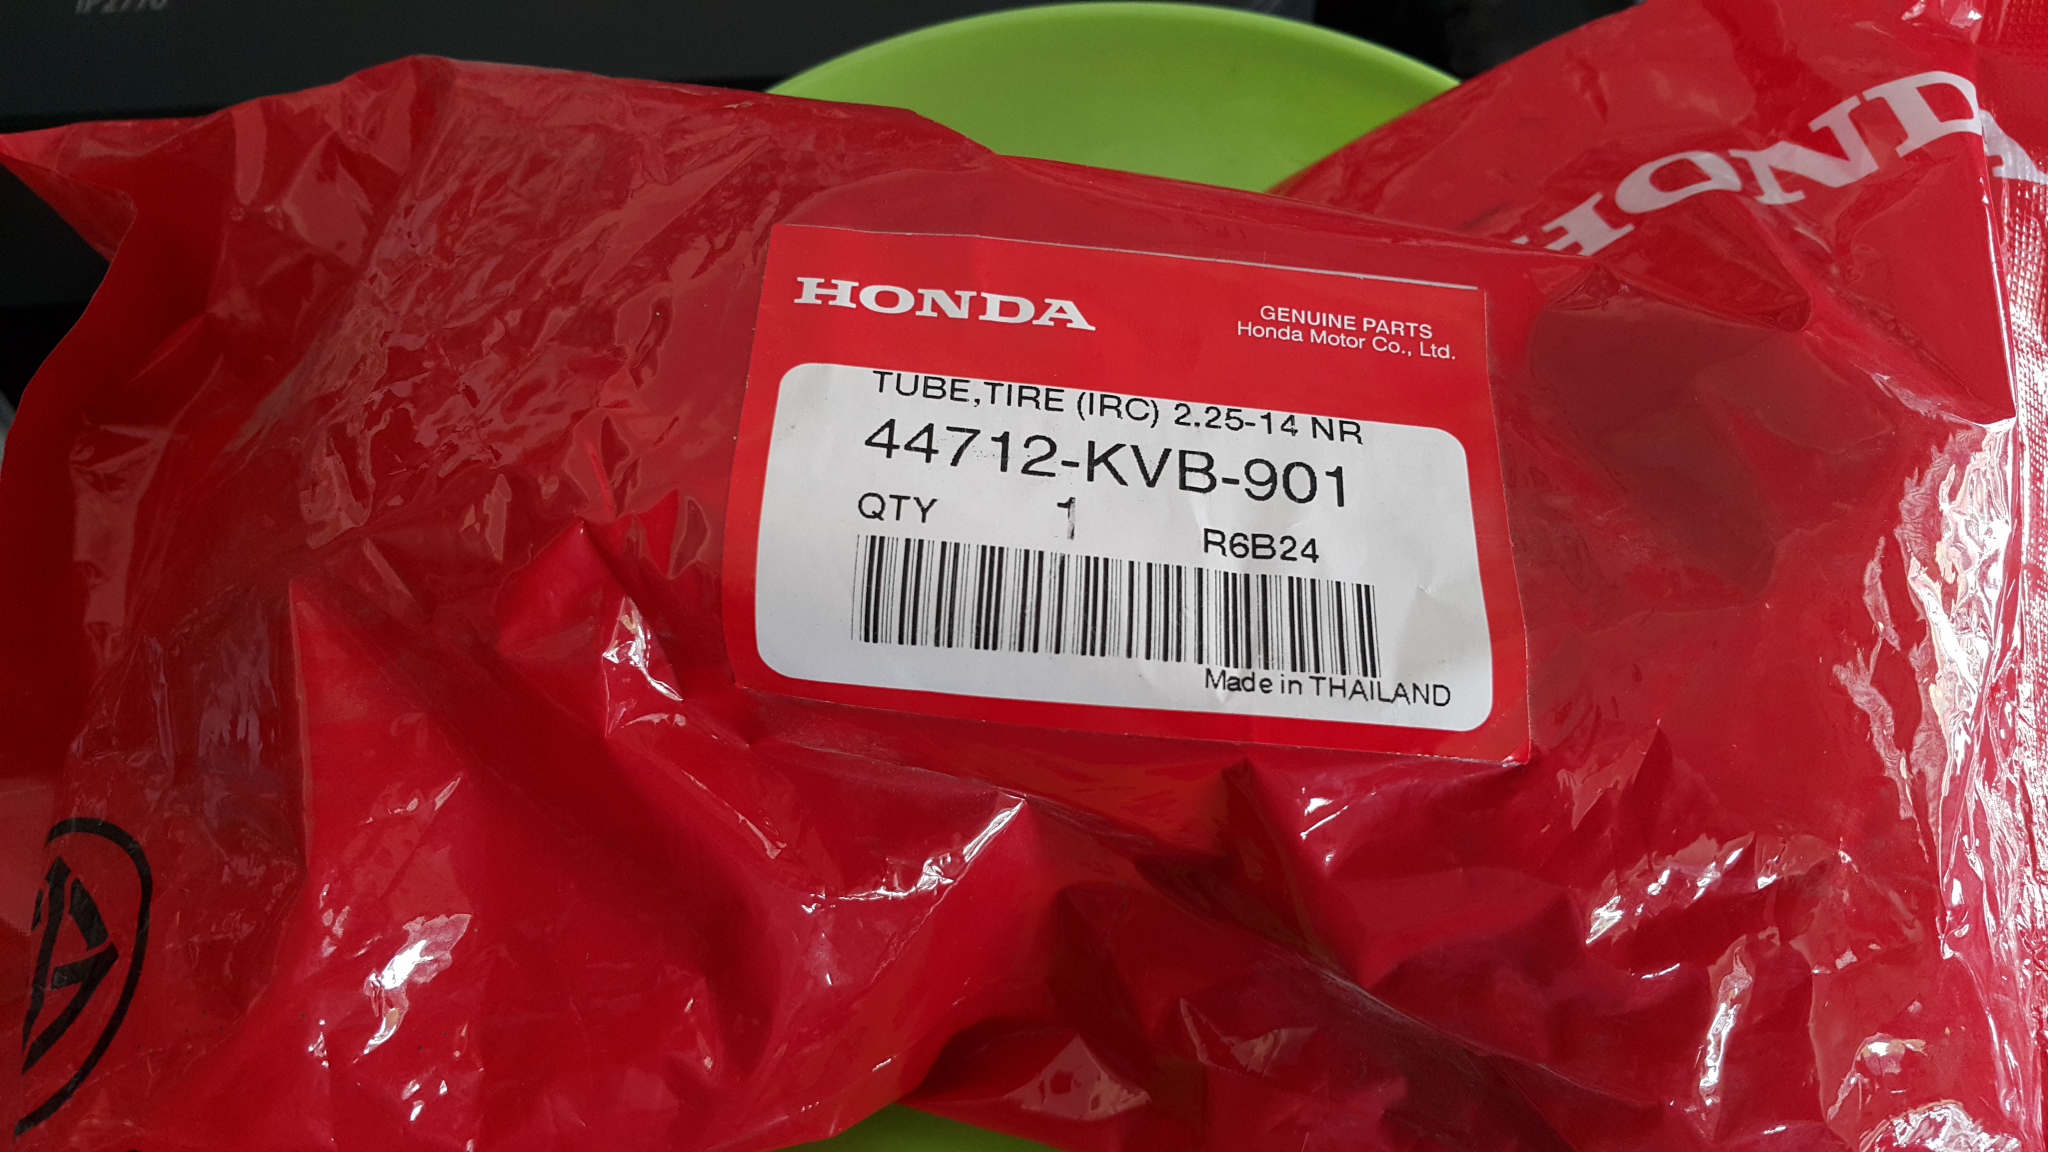 HONDA
HONDA
GENUINE PARTS
Honda Motor Co., Ltd.
TUBE,TIRE (IRC) 2.25-14 NR
44712-KVB-901
QTY 1 R6B24
Made in THAILAND